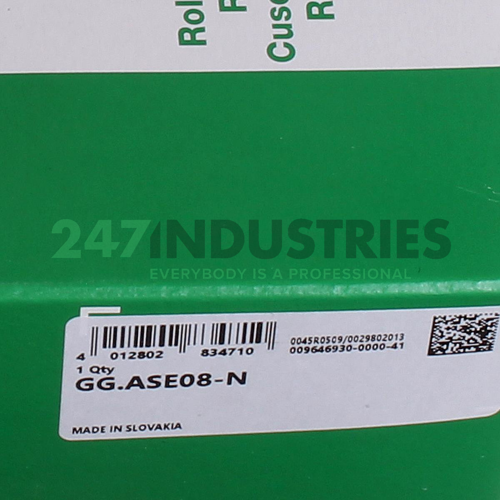 Rol
F
Cuso
R
247INDUSTRIES
EVERYBODY IS A PROFESSIONAL
4 012802 834710
0045R0509/0029802013
009646930-0000-41
1 Qty
GG.ASE08-N
MADE IN SLOVAKIA